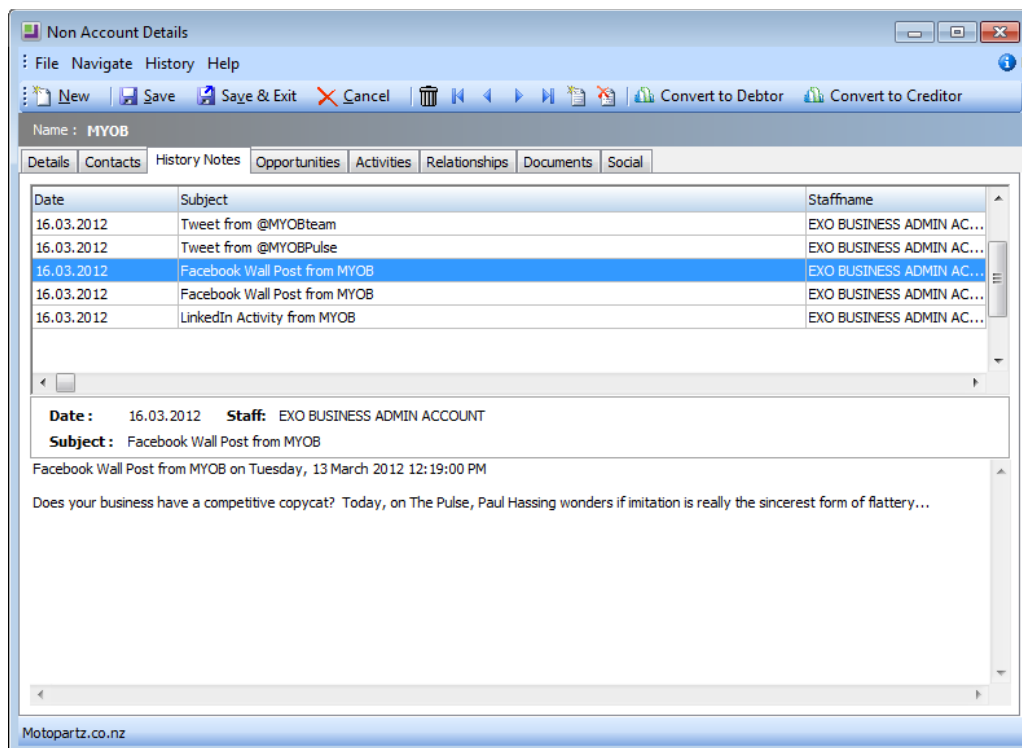 Non Account Details
File Navigate History Help
New Save Save & Exit Cancel Convert to Debtor Convert to Creditor
Name : MYOB
Details Contacts History Notes Opportunities Activities Relationships Documents Social
Date Subject Staffname
16.03.2012 Tweet from @MYOBteam EXO BUSINESS ADMIN AC...
16.03.2012 Tweet from @MYOBPulse EXO BUSINESS ADMIN AC...
16.03.2012 Facebook Wall Post from MYOB EXO BUSINESS ADMIN AC...
16.03.2012 Facebook Wall Post from MYOB EXO BUSINESS ADMIN AC...
16.03.2012 LinkedIn Activity from MYOB EXO BUSINESS ADMIN AC...
Date : 16.03.2012 Staff: EXO BUSINESS ADMIN ACCOUNT
Subject : Facebook Wall Post from MYOB
Facebook Wall Post from MYOB on Tuesday, 13 March 2012 12:19:00 PM
Does your business have a competitive copycat? Today, on The Pulse, Paul Hassing wonders if imitation is really the sincerest form of flattery...
Motopartz.co.nz